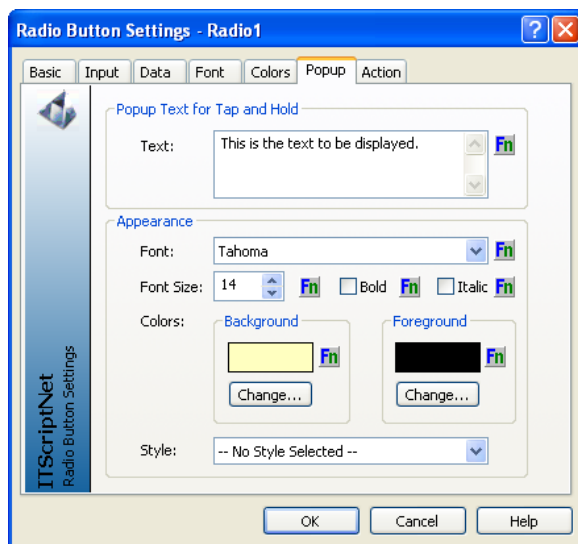 Radio Button Settings - Radio1
Basic Input Data Font Colors Popup Action
Popup Text for Tap and Hold
Text: This is the text to be displayed. Fn
Appearance
Font: Tahoma Fn
Font Size: 14 Fn Bold Fn Italic Fn
Colors: Background Foreground
Fn Fn
Change... Change...
Style: -- No Style Selected --
ITScriptNet
Radio Button Settings
OK Cancel Help